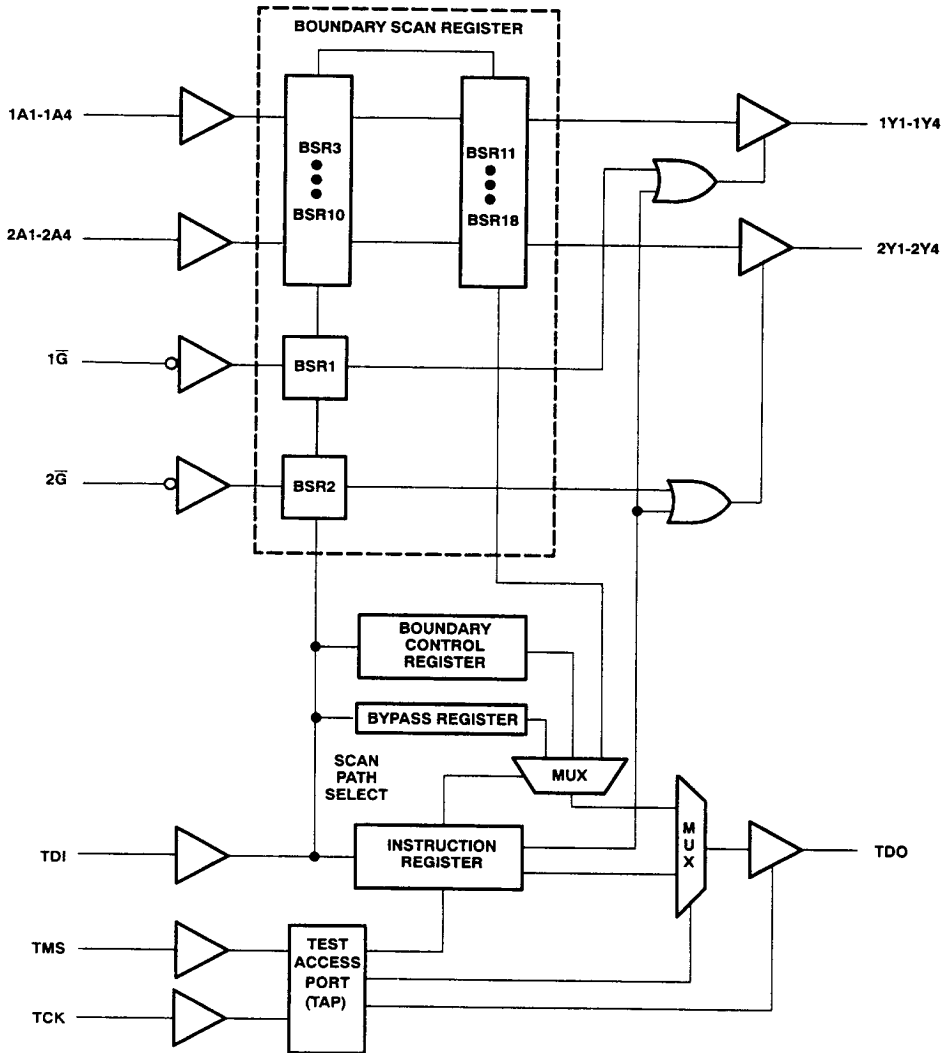 BOUNDARY SCAN REGISTER
1A1-1A4
1Y1-1Y4
BSR3
BSR10
BSR11
BSR18
2A1-2A4
2Y1-2Y4
1G̅
BSR1
2G̅
BSR2
BOUNDARY
CONTROL
REGISTER
BYPASS REGISTER
SCAN
PATH
SELECT
MUX
TDI
INSTRUCTION
REGISTER
MUX
TDO
TMS
TEST
ACCESS
PORT
(TAP)
TCK